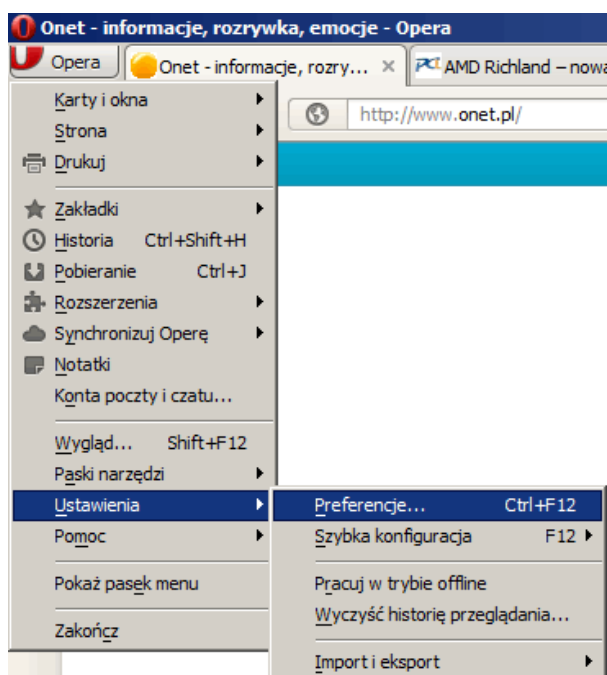 Onet - informacje, rozrywka, emocje - Opera
Opera Onet - informacje, rozry... AMD Richland – nowa
http://www.onet.pl/
Karty i okna
Strona
Drukuj
Zakładki
Historia Ctrl+Shift+H
Pobieranie Ctrl+J
Rozszerzenia
Synchronizuj Operę
Notatki
Konta poczty i czatu...
Wygląd... Shift+F12
Paski narzędzi
Ustawienia
Pomoc
Pokaż pasek menu
Zakończ
Preferencje... Ctrl+F12
Szybka konfiguracja F12
Pracuj w trybie offline
Wyczyść historię przeglądania...
Import i eksport